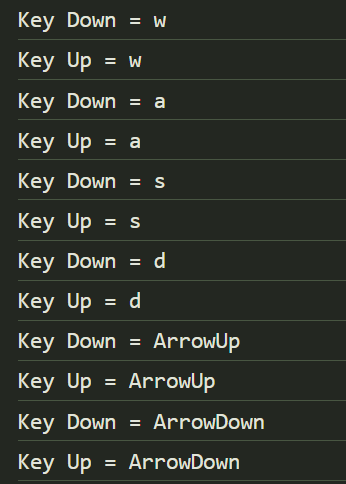 Key Down = w
Key Up = w
Key Down = a
Key Up = a
Key Down = s
Key Up = s
Key Down = d
Key Up = d
Key Down = ArrowUp
Key Up = ArrowUp
Key Down = ArrowDown
Key Up = ArrowDown